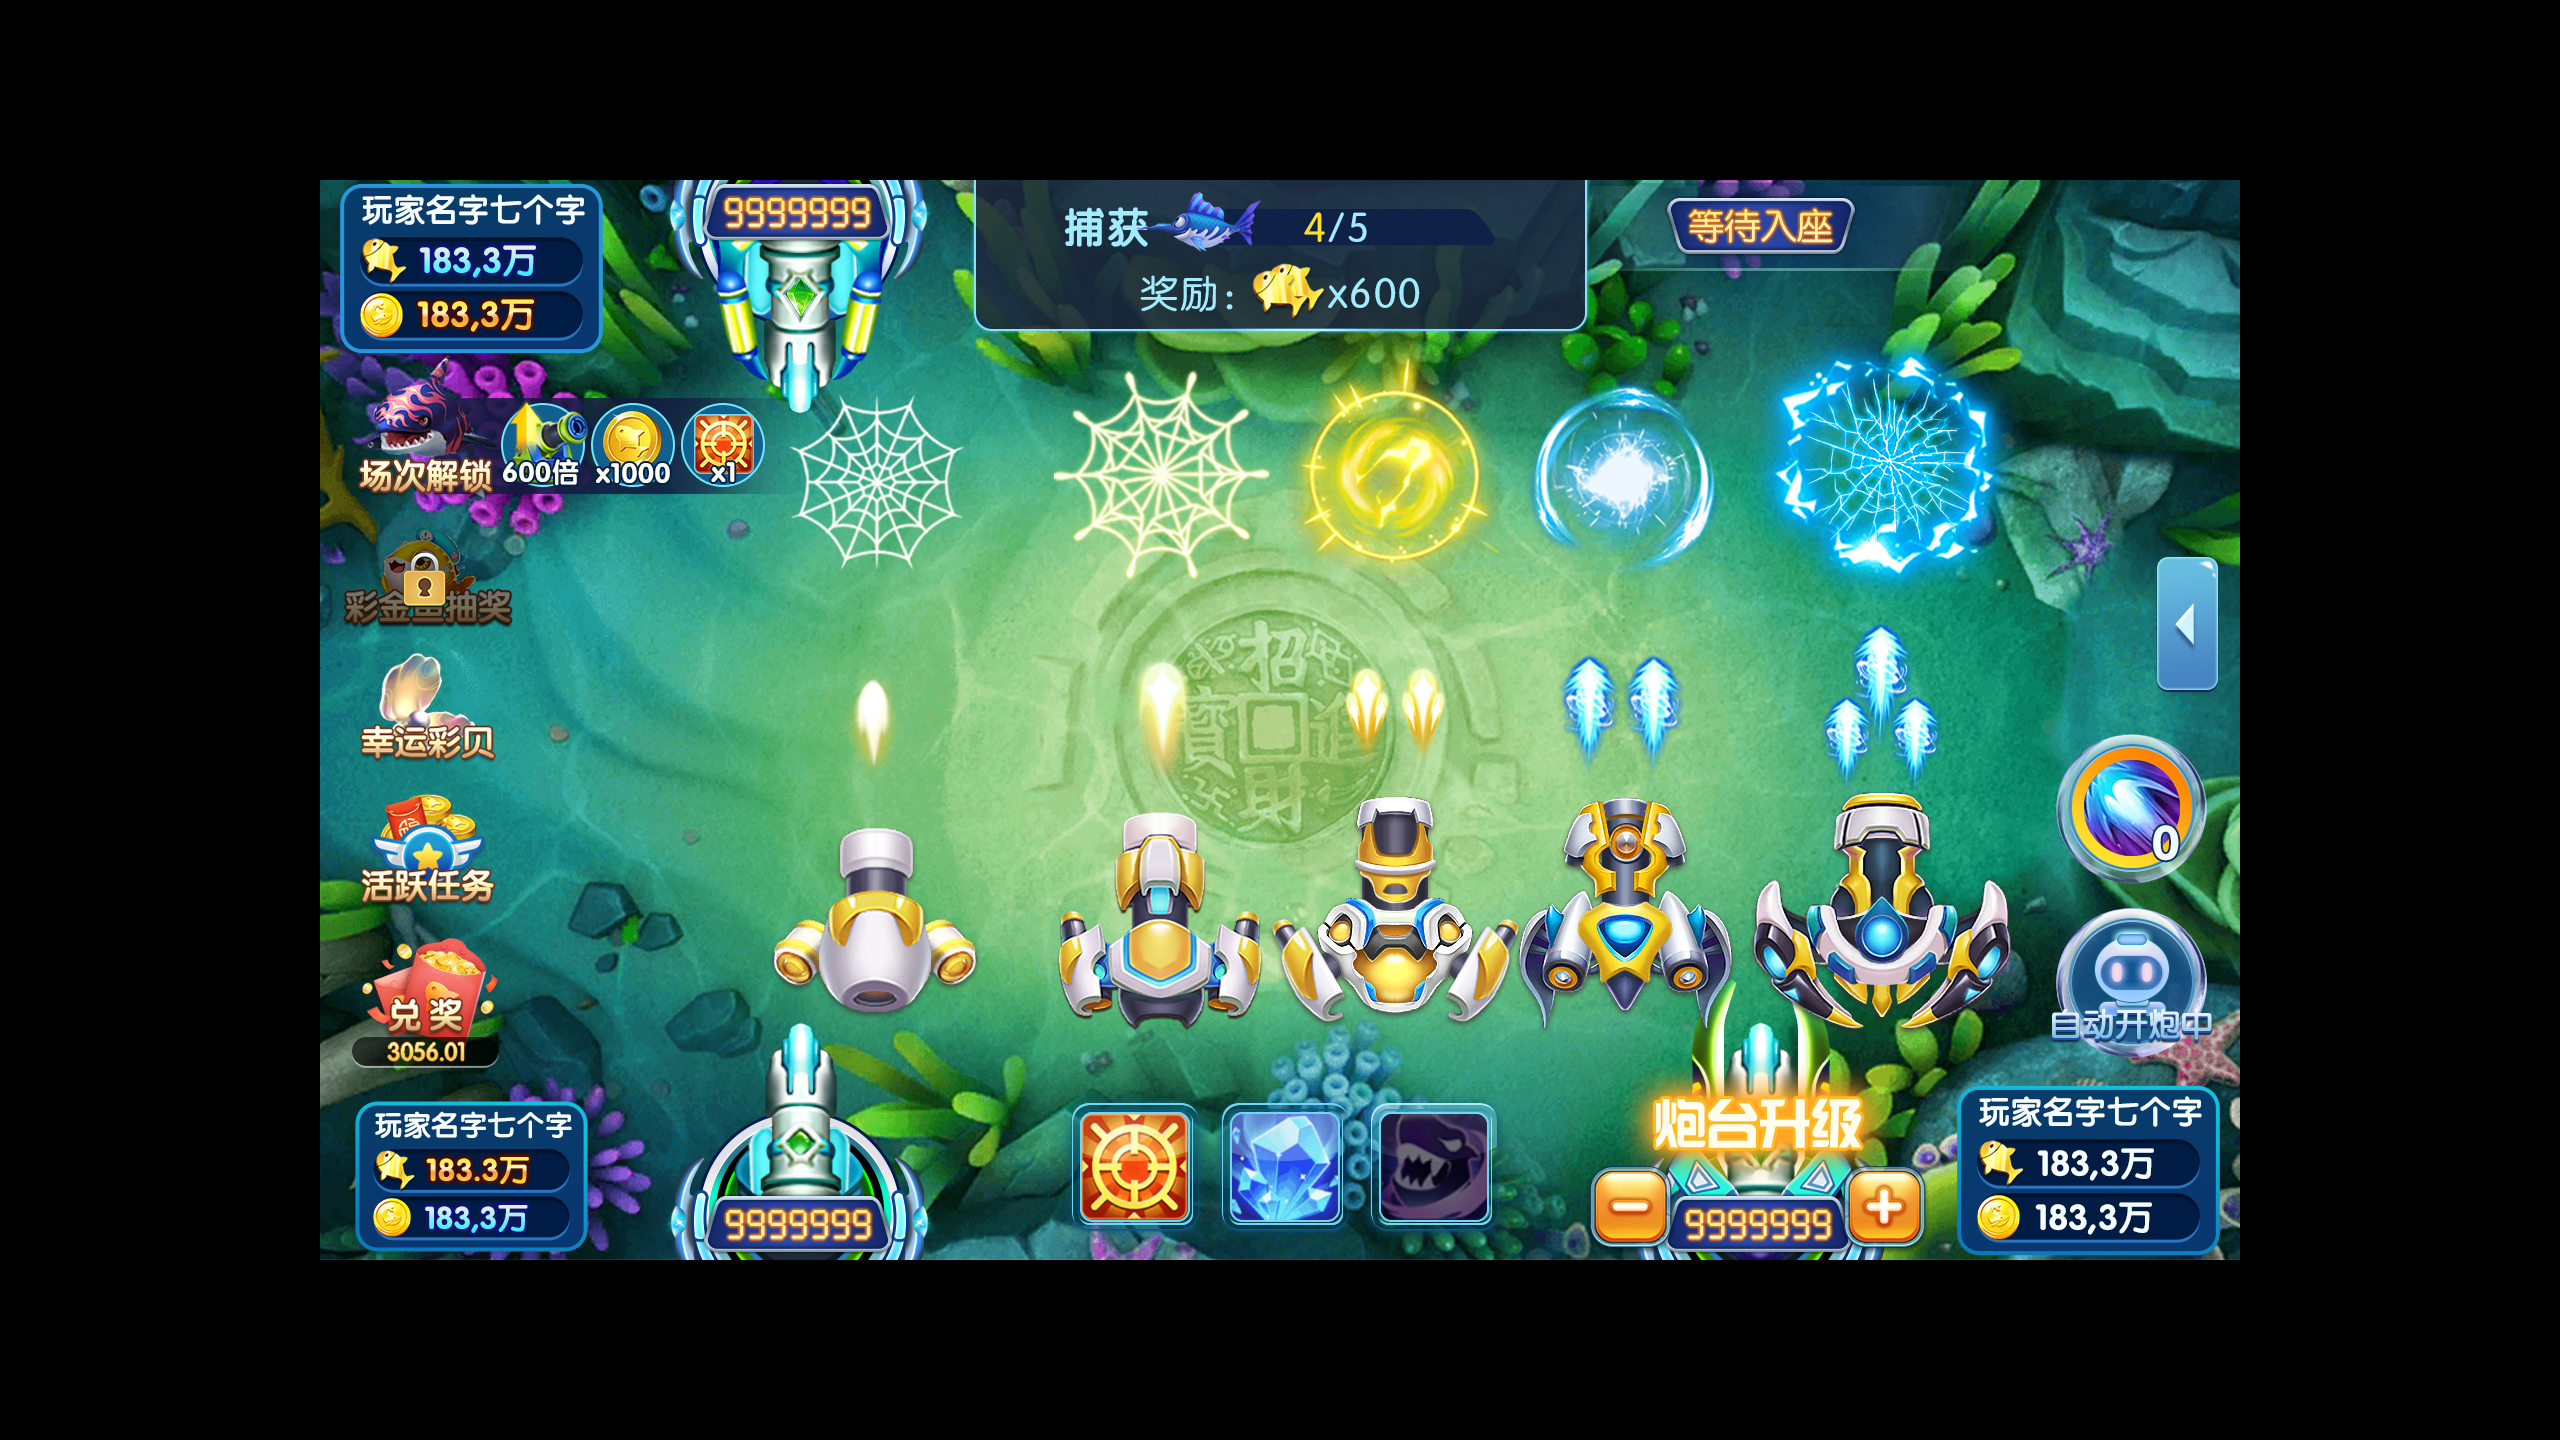 玩家名字七个字
183,3万
183,3万
9999999
捕获 4/5
奖励：x600
等待入座
场次解锁
600倍
x1000
x1
彩金鱼抽奖
幸运彩贝
活跃任务
兑奖
3056.01
招財進寶
0
自动开炮中
玩家名字七个字
183.3万
183,3万
9999999
炮台升级
9999999
玩家名字七个字
183,3万
183,3万